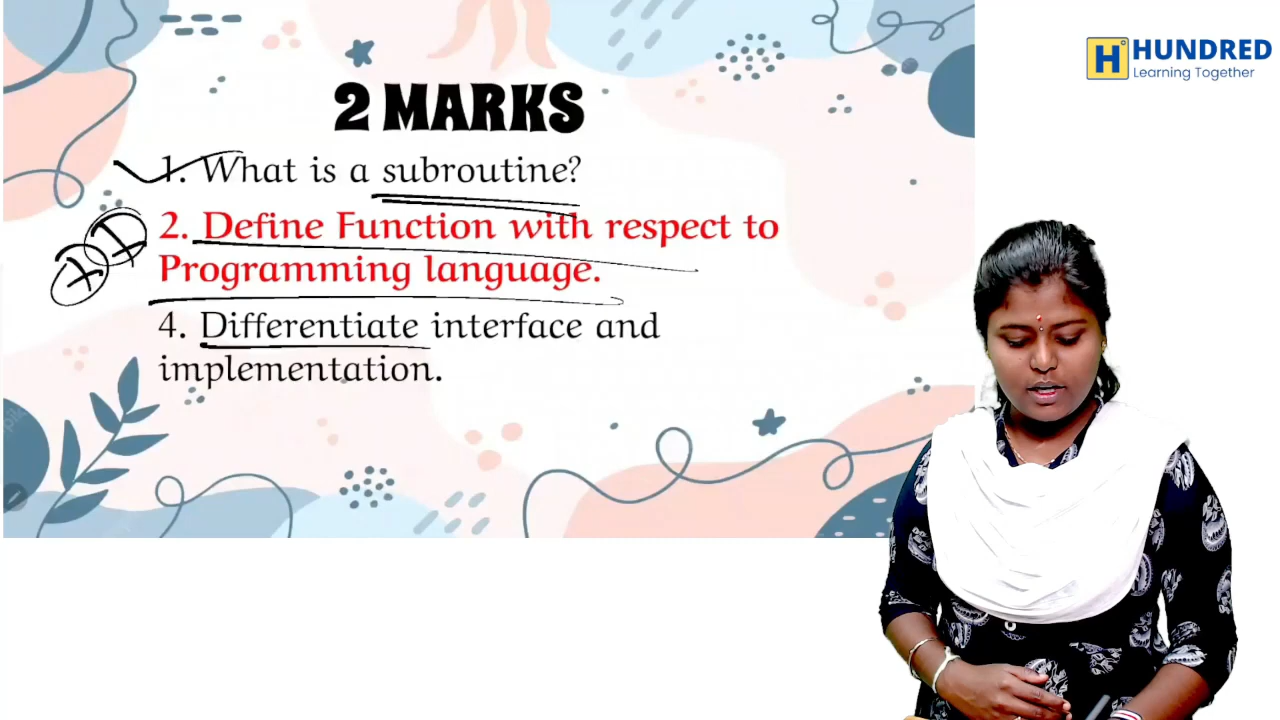 HUNDRED
Learning Together
2 MARKS
1. What is a subroutine?
2. Define Function with respect to
Programming language.
4. Differentiate interface and
implementation.